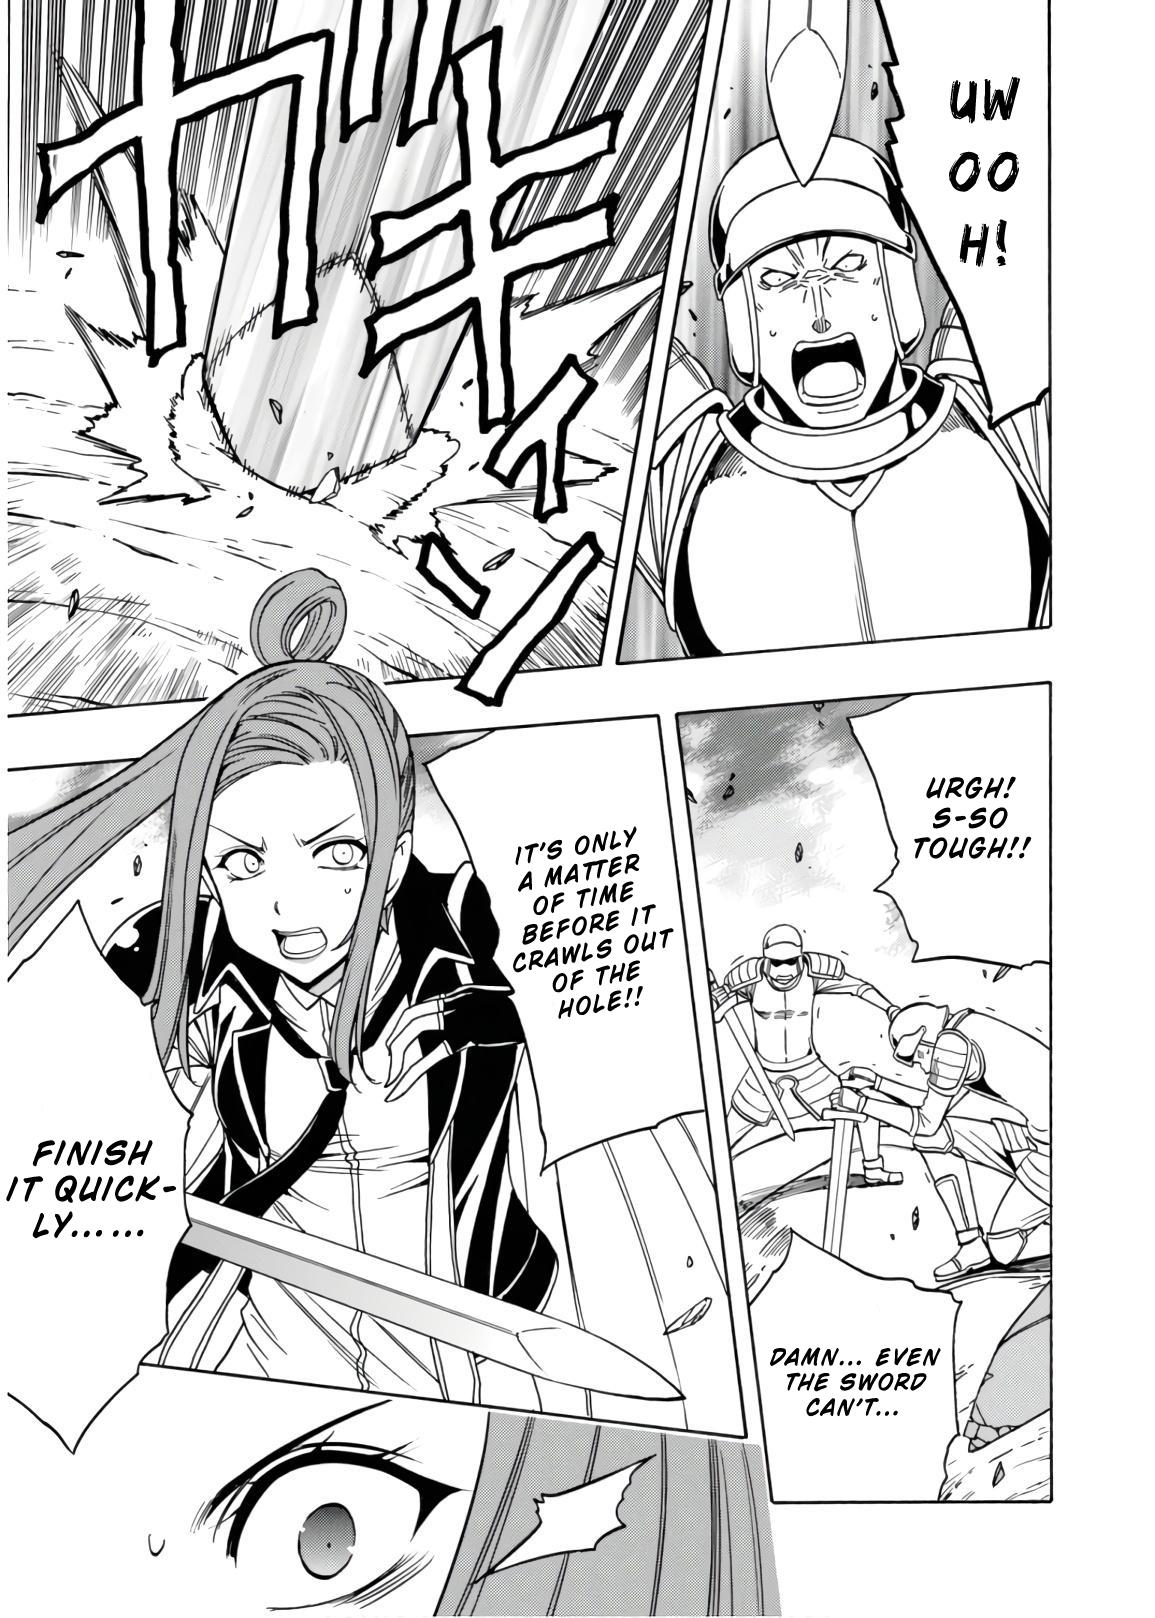 UW
OO
H!
ガキィン
URGH!
S-SO
TOUGH!!
DAMN... EVEN
THE SWORD
CAN'T...
IT'S ONLY
A MATTER
OF TIME
BEFORE IT
CRAWLS OUT
OF THE
HOLE!!
FINISH
IT QUICK-
LY......